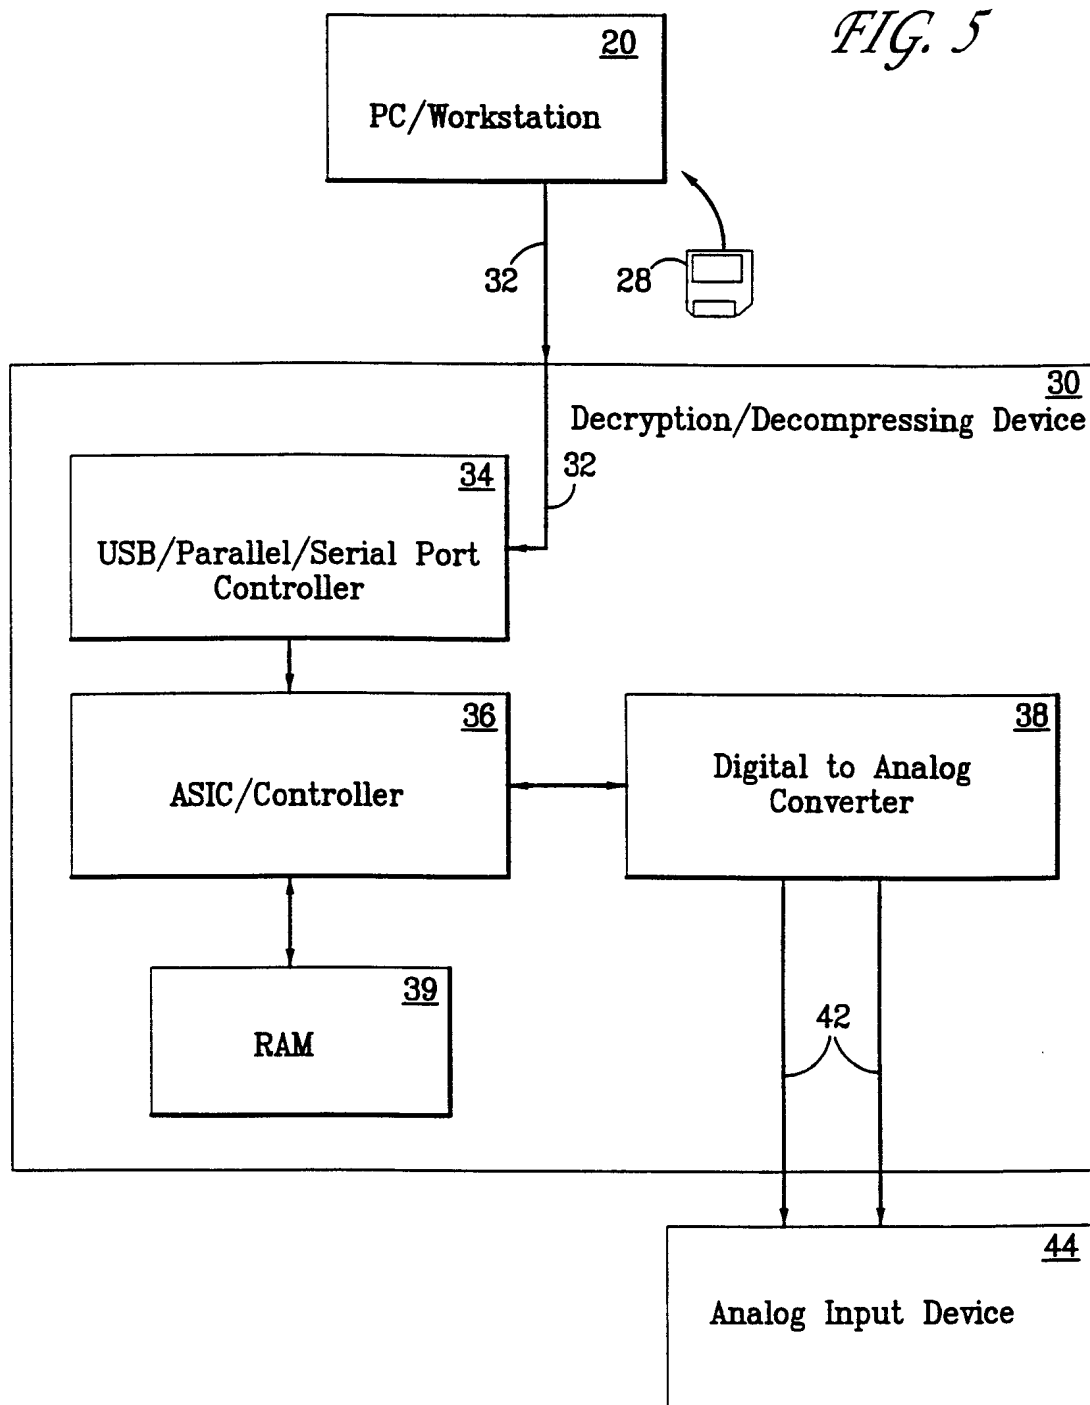 FIG. 5
20
PC/Workstation
32
28
30
Decryption/Decompressing Device
32
34
USB/Parallel/Serial Port
Controller
36
ASIC/Controller
38
Digital to Analog
Converter
39
RAM
42
44
Analog Input Device